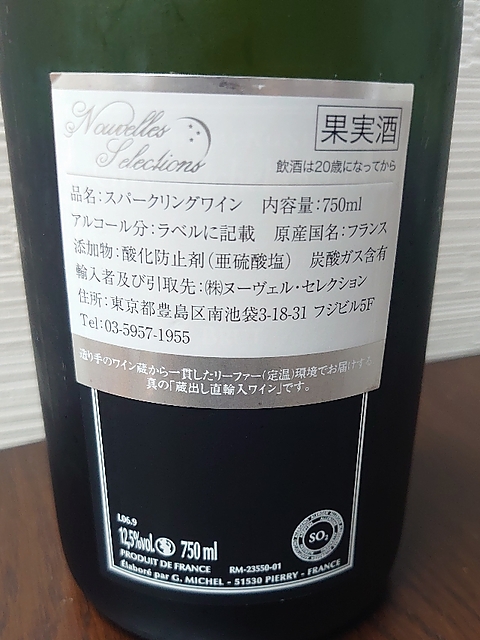 Nouvelles
Selections
果実酒
飲酒は20歳になってから
品名:スパークリングワイン 内容量:750ml
アルコール分:ラベルに記載 原産国名:フランス
添加物:酸化防止剤(亜硫酸塩) 炭酸ガス含有
輸入者及び引取先:㈱ヌーヴェル・セレクション
住所:東京都豊島区南池袋3-18-31 フジビル5F
Tel:03-5957-1955
造り手のワイン蔵から一貫したリーファー(定温)環境でお届けする
真の「蔵出し直輸入ワイン」です。
L06.9
12,5%vol. 750 ml
PRODUIT DE FRANCE RM-23550-01
Élaboré par G. MICHEL - 51530 PIERRY - FRANCE
SO₂